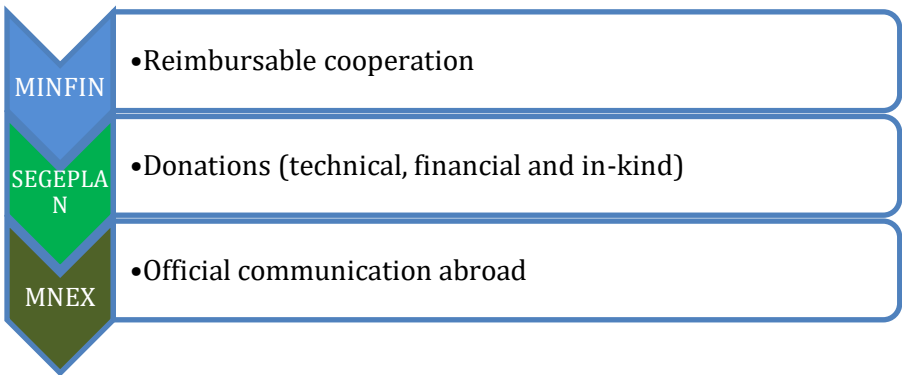 MINFIN
•Reimbursable cooperation
SEGEPLA
N
•Donations (technical, financial and in-kind)
MNEX
•Official communication abroad